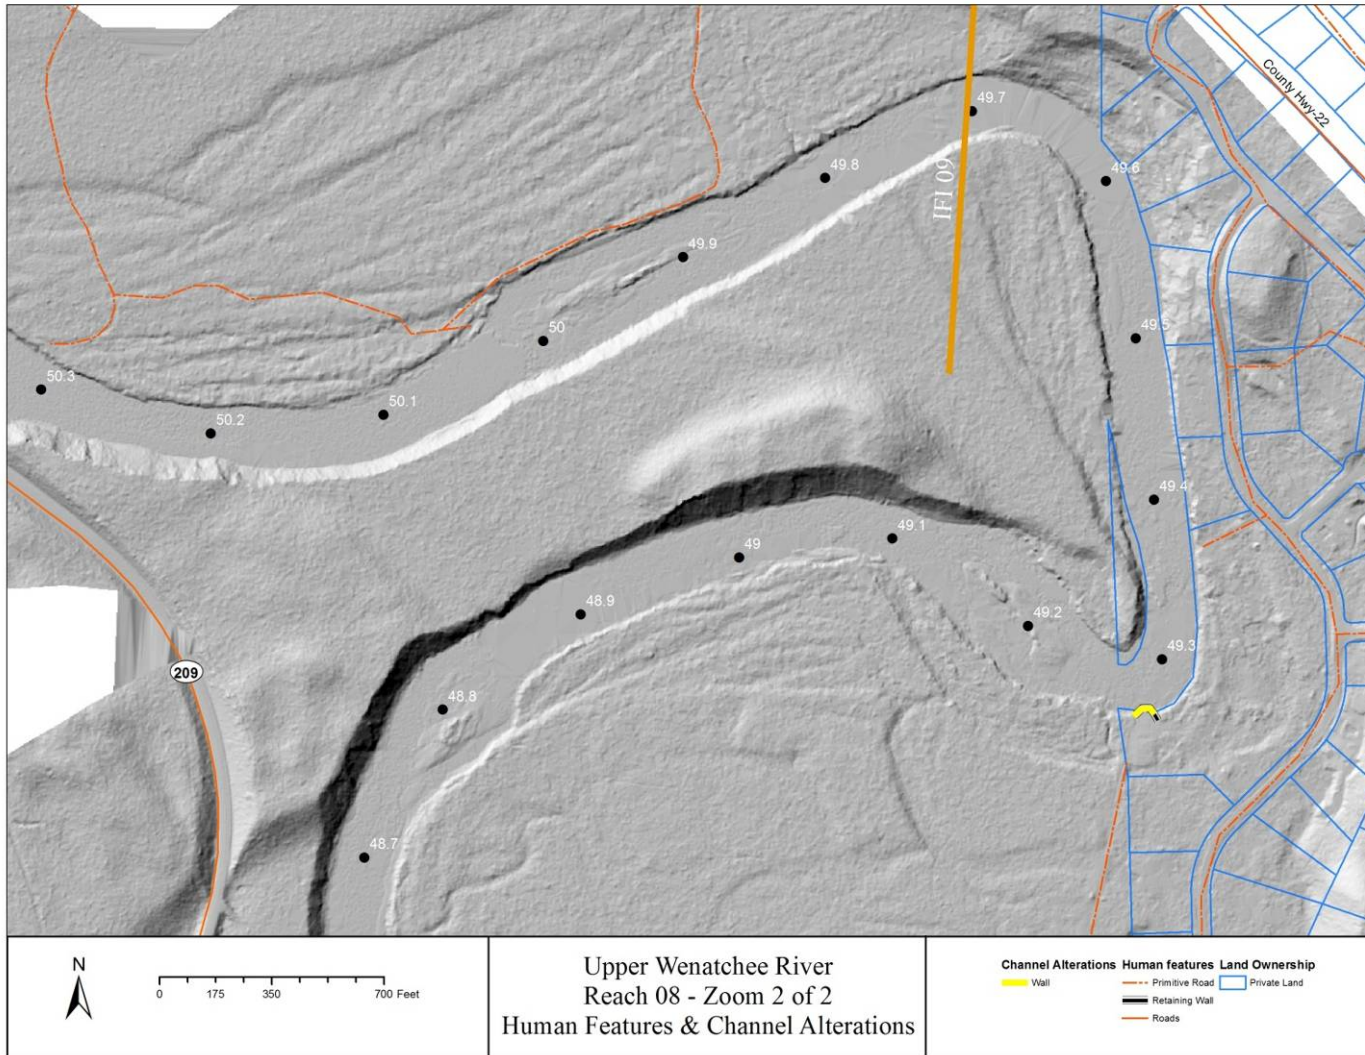 County Hwy-22
49.7
49.8
49.6
IFI 09
49.9
50
49.5
50.3
50.1
50.2
49.4
49.1
49
48.9
49.2
49.3
209
48.8
48.7
N
0 175 350 700 Feet
Upper Wenatchee River
Reach 08 - Zoom 2 of 2
Human Features & Channel Alterations
Channel Alterations Human features Land Ownership
Wall Primitive Road Private Land
Retaining Wall
Roads